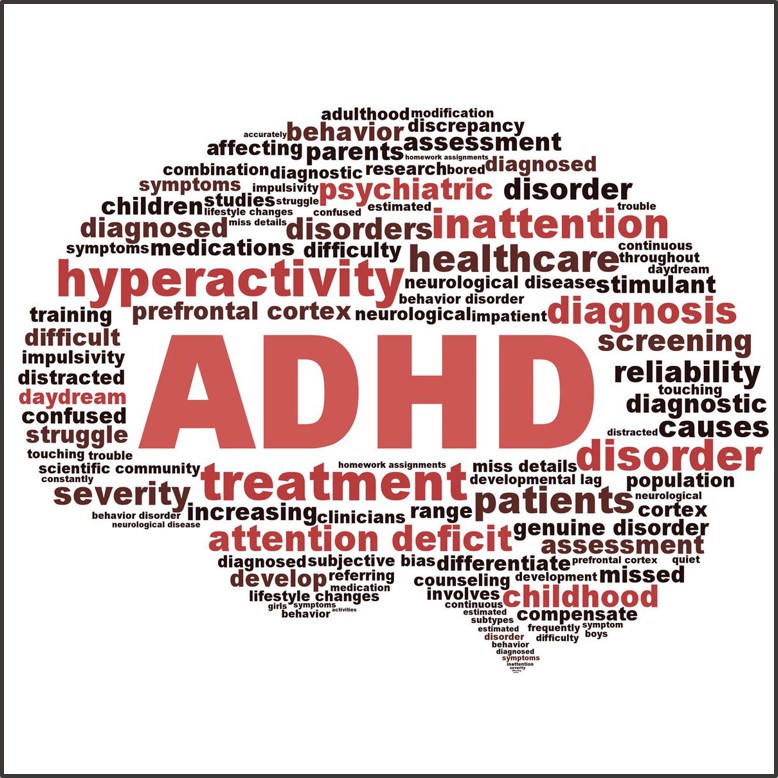 adulthood modification
accurately behavior discrepancy
affecting parents assessment
homework assignments
combination diagnostic research bored diagnosed
symptoms impulsivity psychiatric disorder
children studies struggle estimated trouble
lifestyle changes confused
diagnosed miss details disorders inattention
symptoms medications difficulty healthcare continuous
throughout
daydream
hyperactivity neurological disease stimulant
behavior disorder
training prefrontal cortex neurological impatient diagnosis
difficult ADHD screening
impulsivity
distracted reliability
daydream touching
confused diagnostic
struggle distracted causes
touching trouble disorder
scientific community homework assignments miss details
constantly treatment developmental lag population
severity patients neurological
behavior disorder increasing clinicians range cortex
neurological disease genuine disorder
attention deficit assessment
diagnosed subjective bias differentiate prefrontal cortex quiet
develop referring counseling development missed
medication
lifestyle changes involves childhood
girls symptoms activities continuous
behavior estimated compensate
subtypes
estimated frequently symptom
disorder difficulty boys
behavior
diagnosed
symptoms
inattention
severity